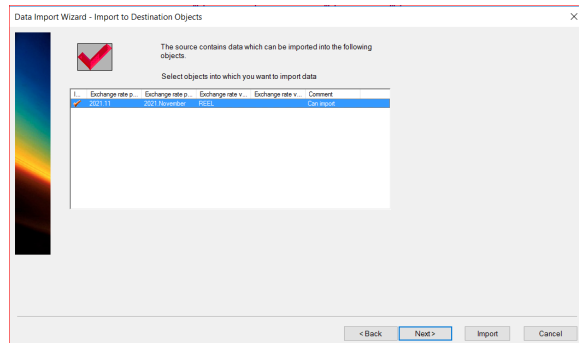 Data Import Wizard - Import to Destination Objects
The source contains data which can be imported into the following
objects.
Select objects into which you want to import data
I... Exchange rate p... Exchange rate p... Exchange rate v... Exchange rate v... Comment
2021.11 2021 November REEL Can import
< Back Next > Import Cancel